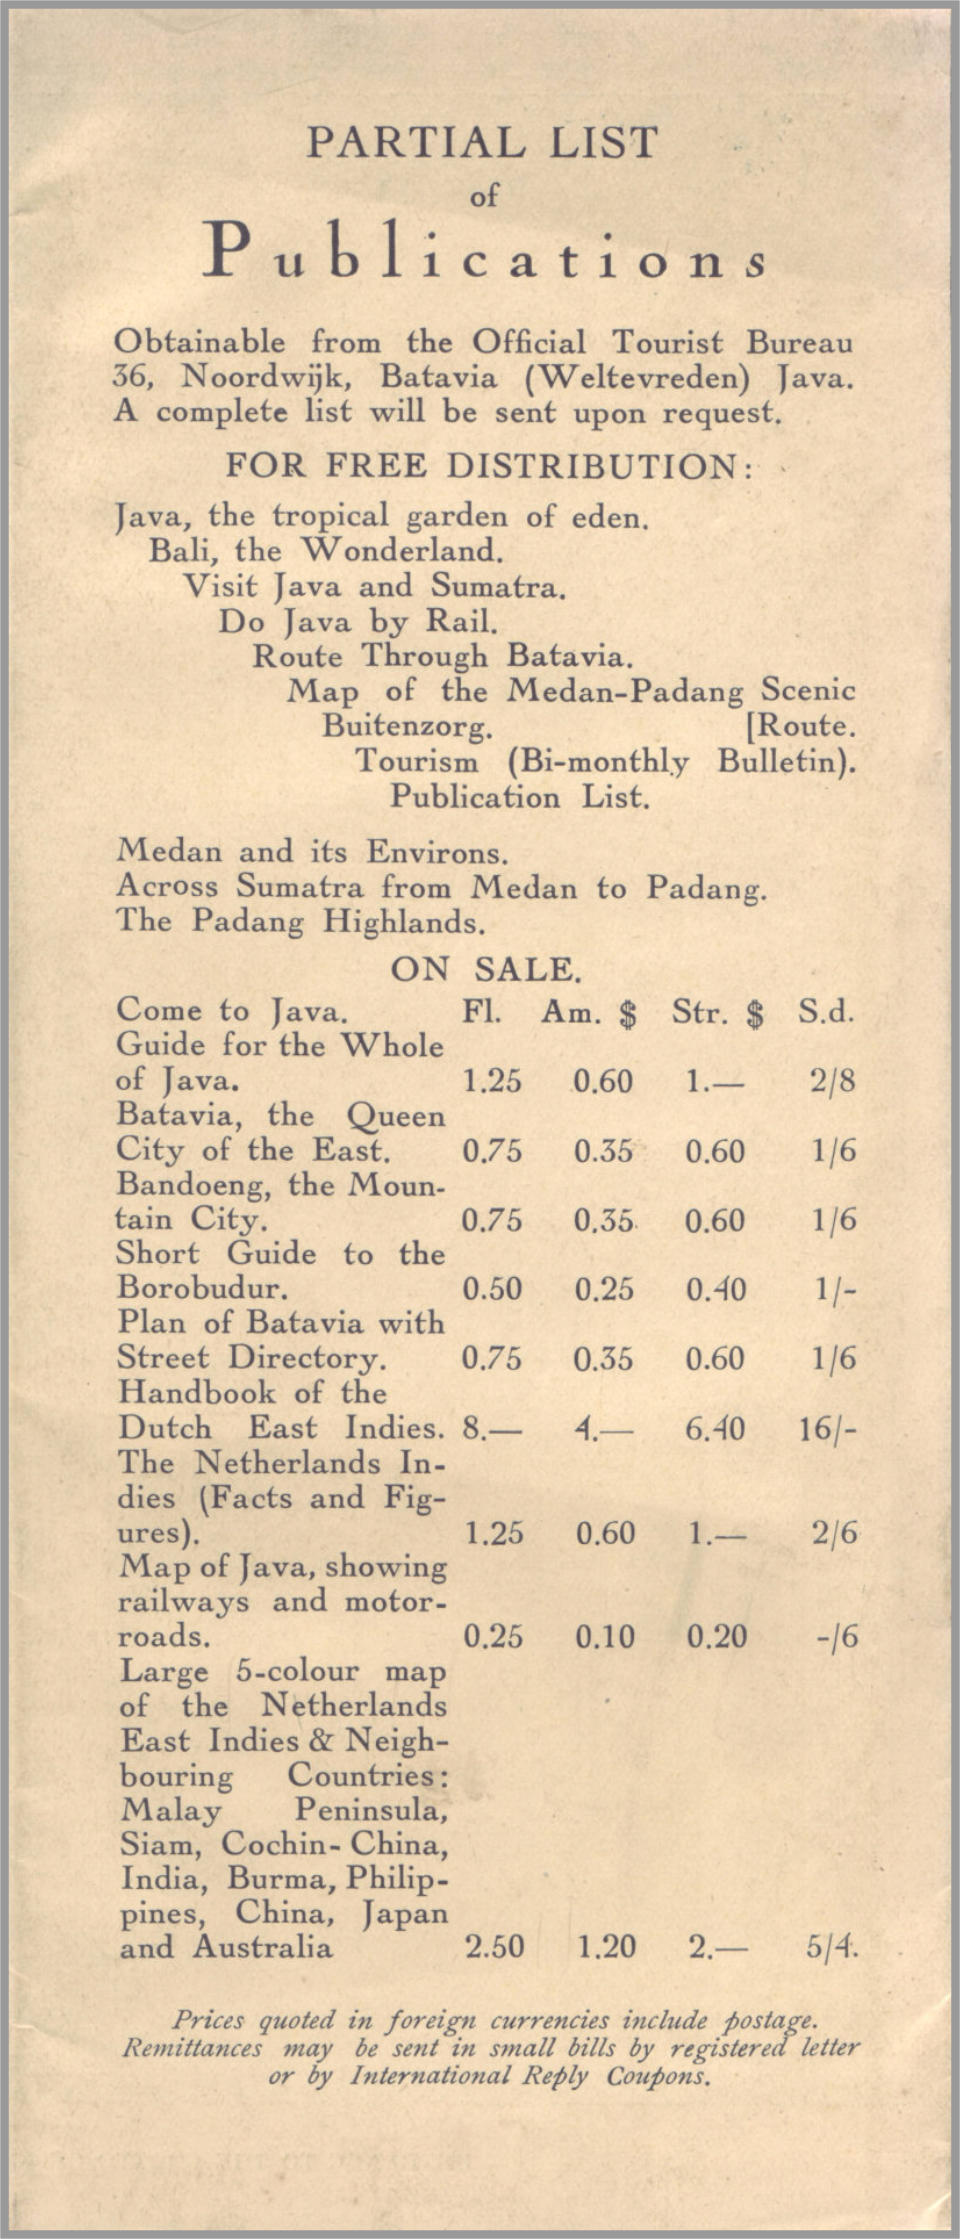 PARTIAL LIST
of
Publications
Obtainable from the Official Tourist Bureau
36, Noordwijk, Batavia (Weltevreden) Java.
A complete list will be sent upon request.
FOR FREE DISTRIBUTION:
Java, the tropical garden of eden.
Bali, the Wonderland.
Visit Java and Sumatra.
Do Java by Rail.
Route Through Batavia.
Map of the Medan-Padang Scenic
Buitenzorg. [Route.
Tourism (Bi-monthly Bulletin).
Publication List.
Medan and its Environs.
Across Sumatra from Medan to Padang.
The Padang Highlands.
ON SALE.
Come to Java. Fl. Am. $ Str. $ S.d.
Guide for the Whole
of Java. 1.25 0.60 1.— 2/8
Batavia, the Queen
City of the East. 0.75 0.35 0.60 1/6
Bandoeng, the Moun-
tain City. 0.75 0.35 0.60 1/6
Short Guide to the
Borobudur. 0.50 0.25 0.40 1/-
Plan of Batavia with
Street Directory. 0.75 0.35 0.60 1/6
Handbook of the
Dutch East Indies. 8.— 4.— 6.40 16/-
The Netherlands In-
dies (Facts and Fig-
ures). 1.25 0.60 1.— 2/6
Map of Java, showing
railways and motor-
roads. 0.25 0.10 0.20 -/6
Large 5-colour map
of the Netherlands
East Indies & Neigh-
bouring Countries:
Malay Peninsula,
Siam, Cochin-China,
India, Burma, Philip-
pines, China, Japan
and Australia 2.50 1.20 2.— 5/4.
Prices quoted in foreign currencies include postage.
Remittances may be sent in small bills by registered letter
or by International Reply Coupons.